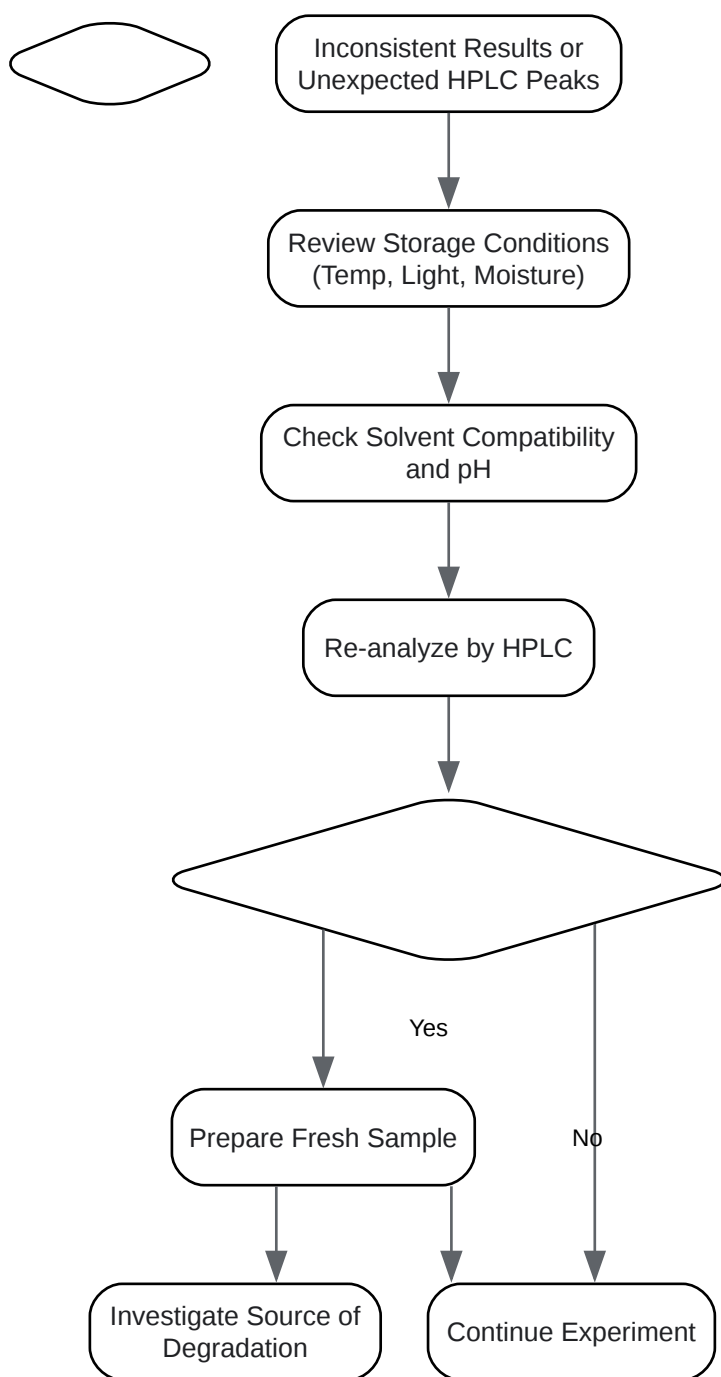 Inconsistent Results or
Unexpected HPLC Peaks
Review Storage Conditions
(Temp, Light, Moisture)
Check Solvent Compatibility
and pH
Re-analyze by HPLC
Yes
Prepare Fresh Sample
No
Investigate Source of
Degradation
Continue Experiment